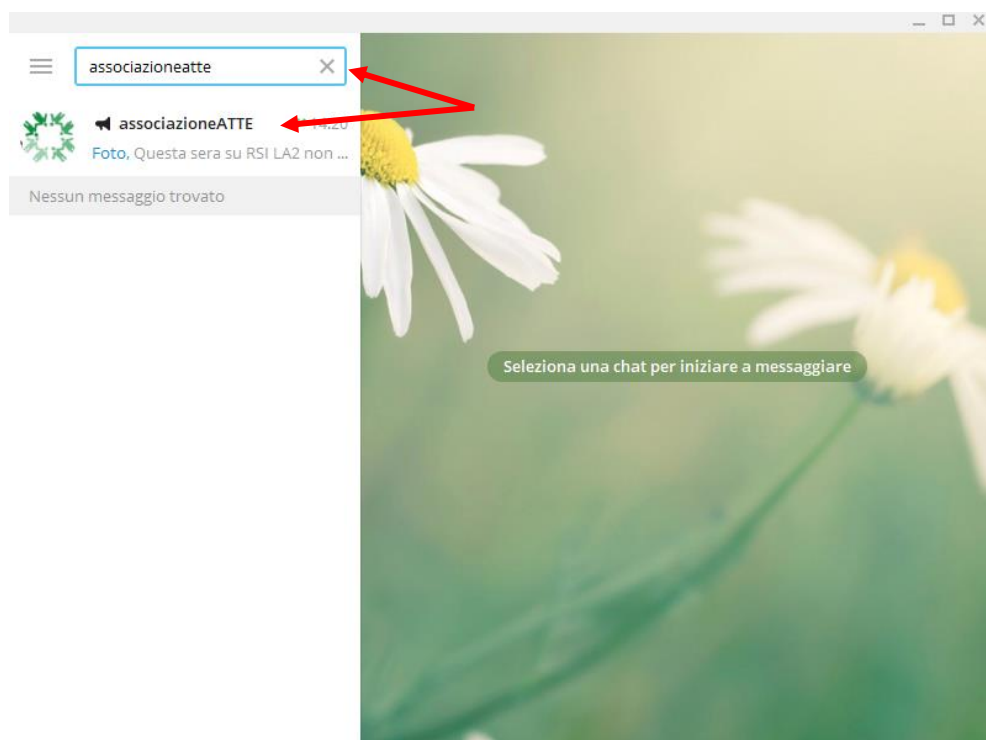 associazioneatte
associazioneATTE
Foto, Questa sera su RSI LA2 non ...
Nessun messaggio trovato
Seleziona una chat per iniziare a messaggiare